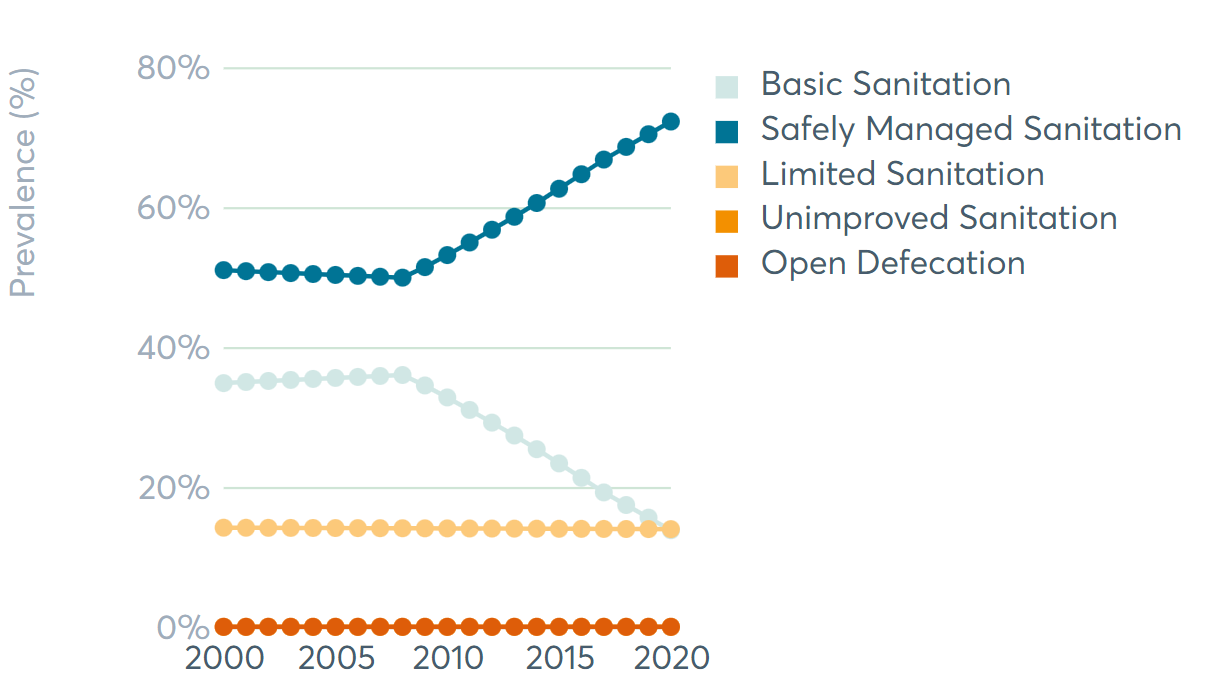 Prevalence (%)
80%
60%
40%
20%
0%
2000 2005 2010 2015 2020
Basic Sanitation
Safely Managed Sanitation
Limited Sanitation
Unimproved Sanitation
Open Defecation